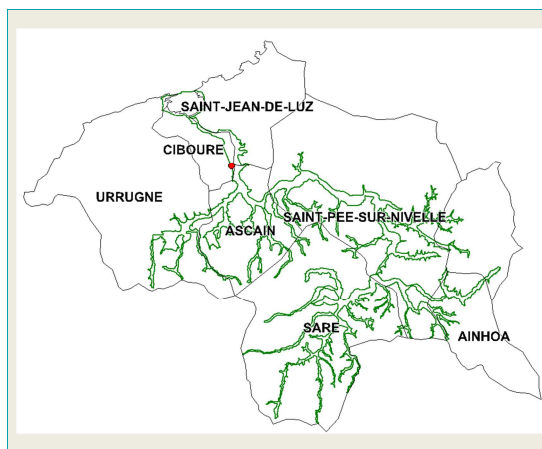 SAINT-JEAN-DE-LUZ
CIBOURE
URRUGNE
SAINT-PEE-SUR-NIVELLE
ASCAIN
SARE
AINHOA